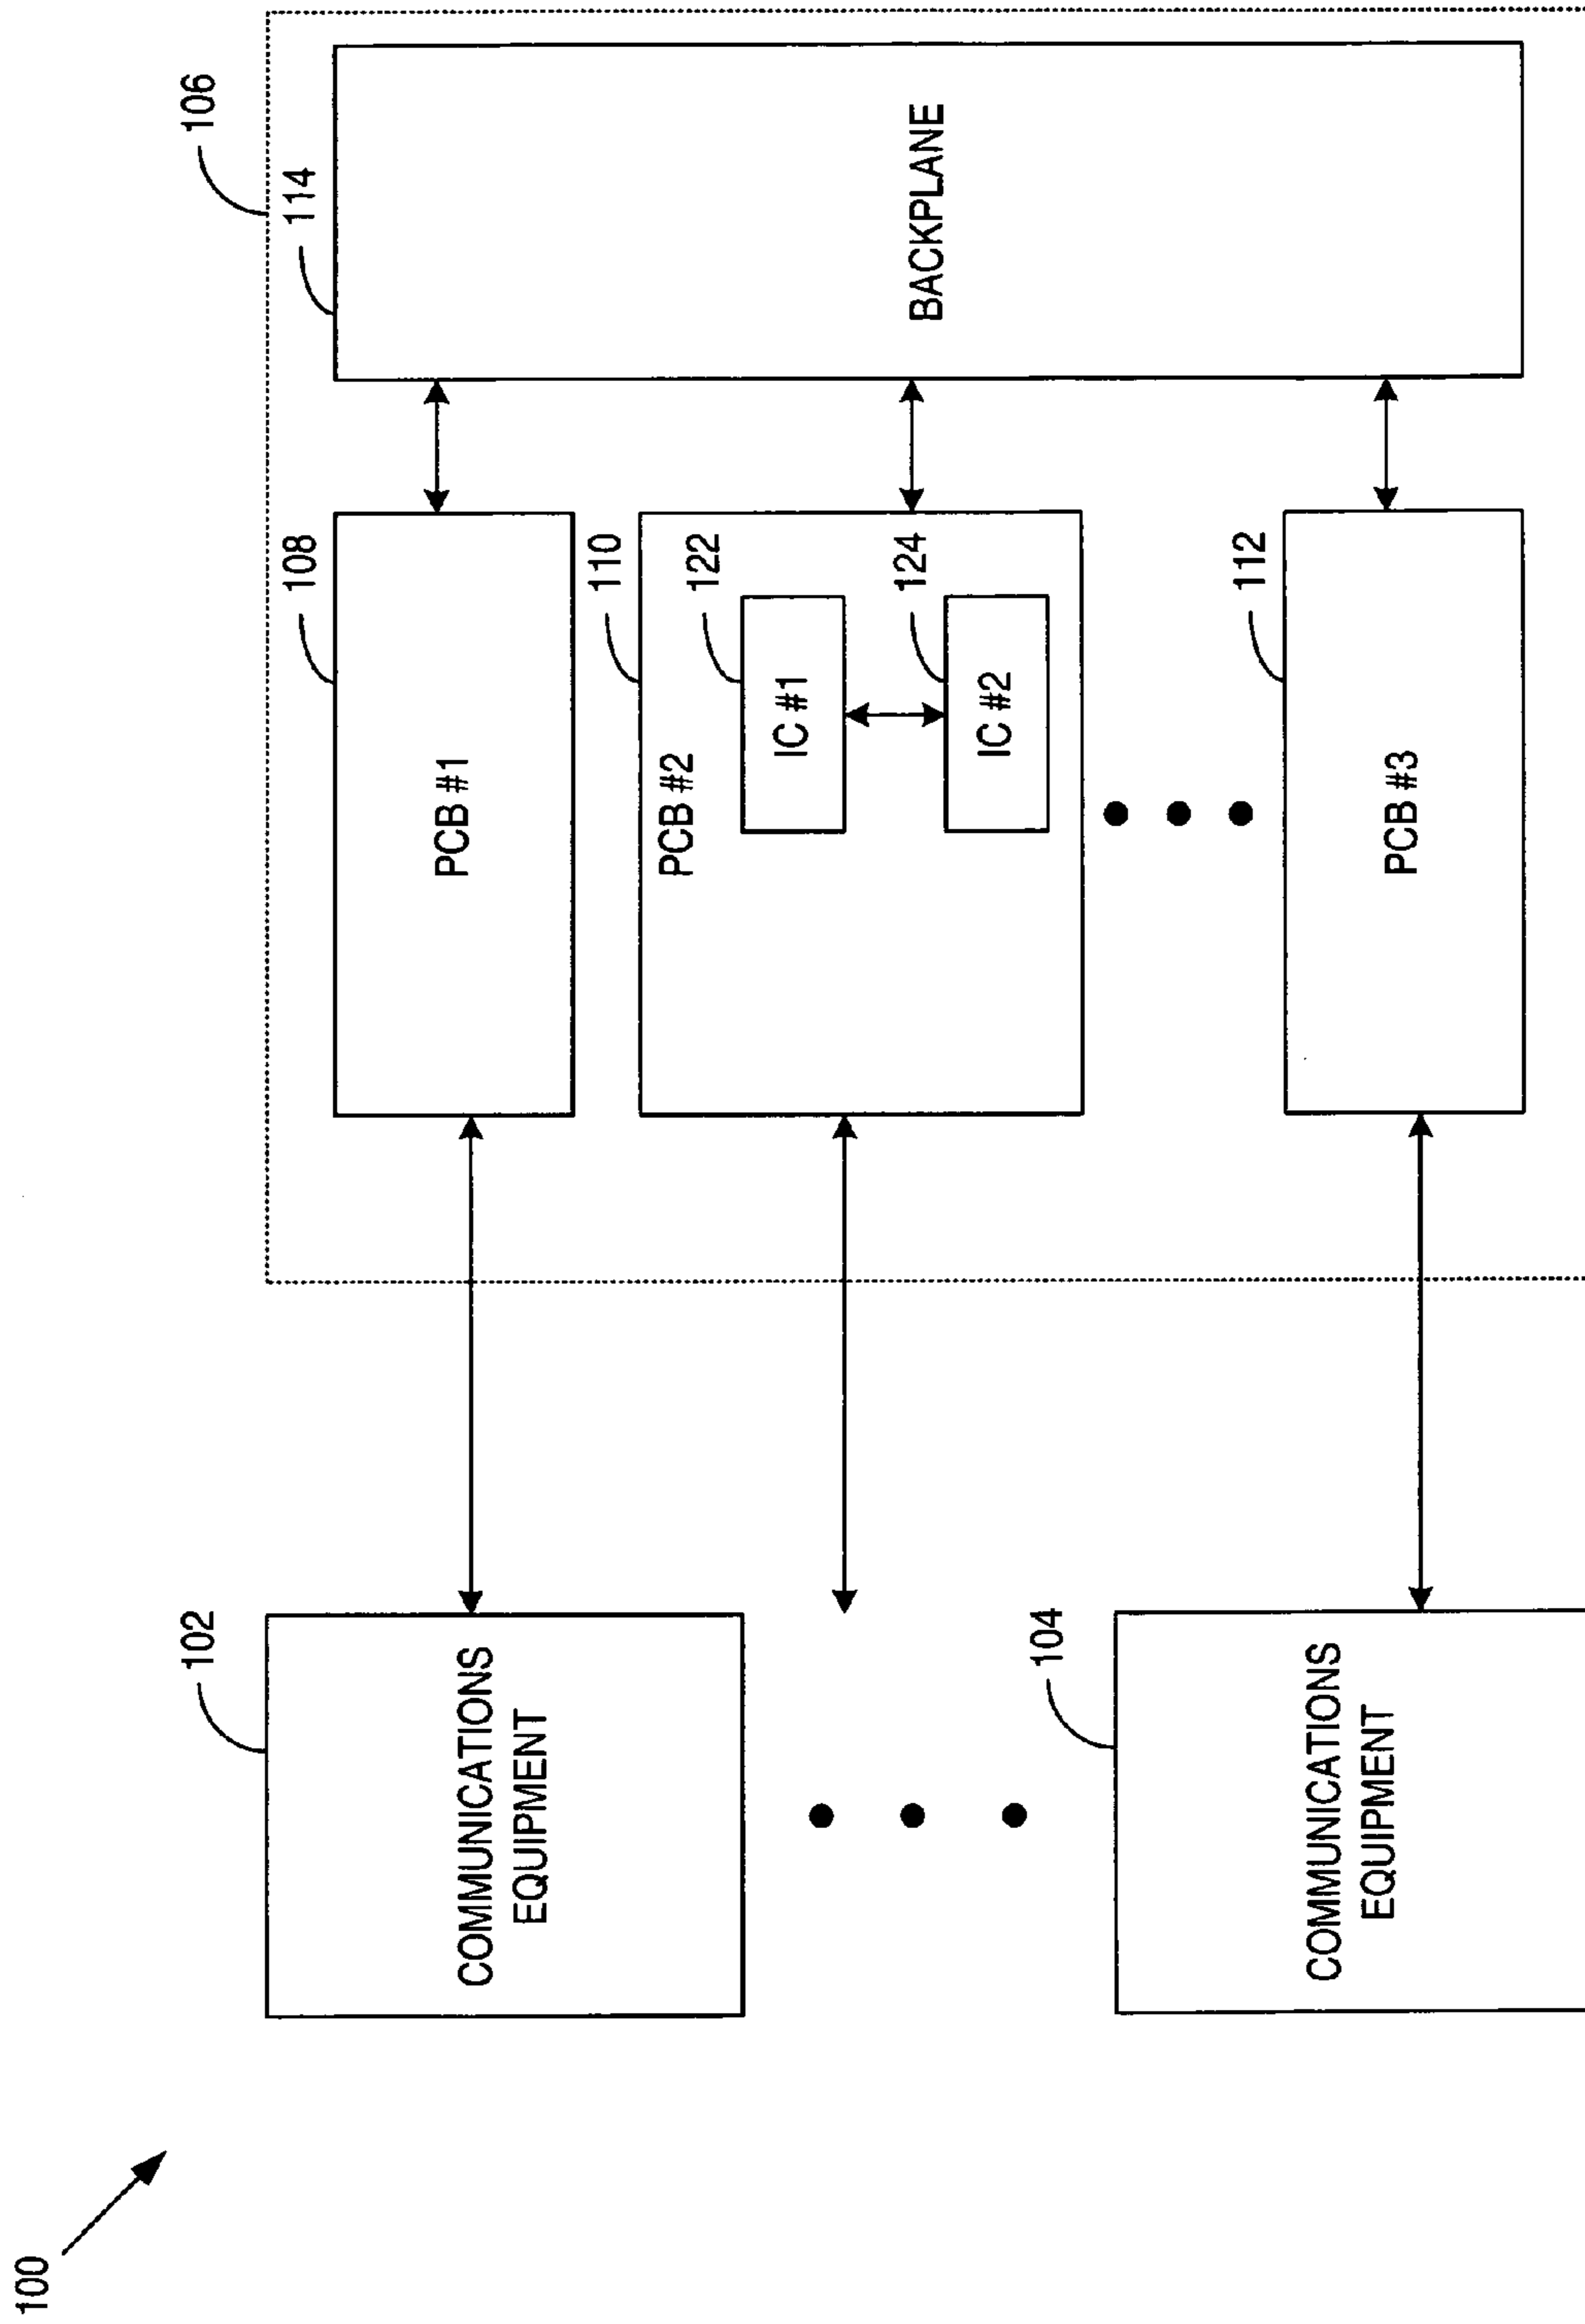 100
102
COMMUNICATIONS
EQUIPMENT
104
COMMUNICATIONS
EQUIPMENT
106
108
PCB #1
110
PCB #2
122
IC #1
124
IC #2
112
PCB #3
114
BACKPLANE